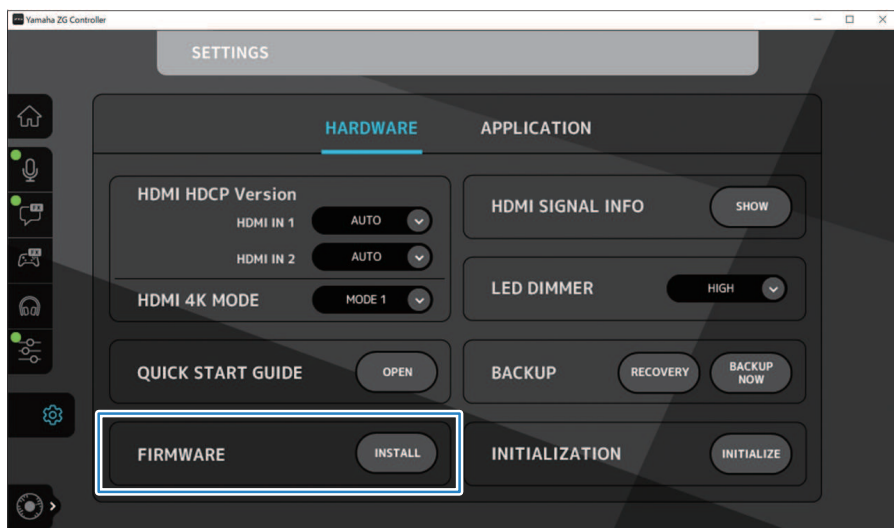 Yamaha ZG Controller
SETTINGS
HARDWARE
APPLICATION
HDMI HDCP Version
HDMI IN 1
AUTO
HDMI IN 2
AUTO
HDMI 4K MODE
MODE 1
HDMI SIGNAL INFO
SHOW
LED DIMMER
HIGH
QUICK START GUIDE
OPEN
BACKUP
RECOVERY
BACKUP
NOW
FIRMWARE
INSTALL
INITIALIZATION
INITIALIZE
FX
FX